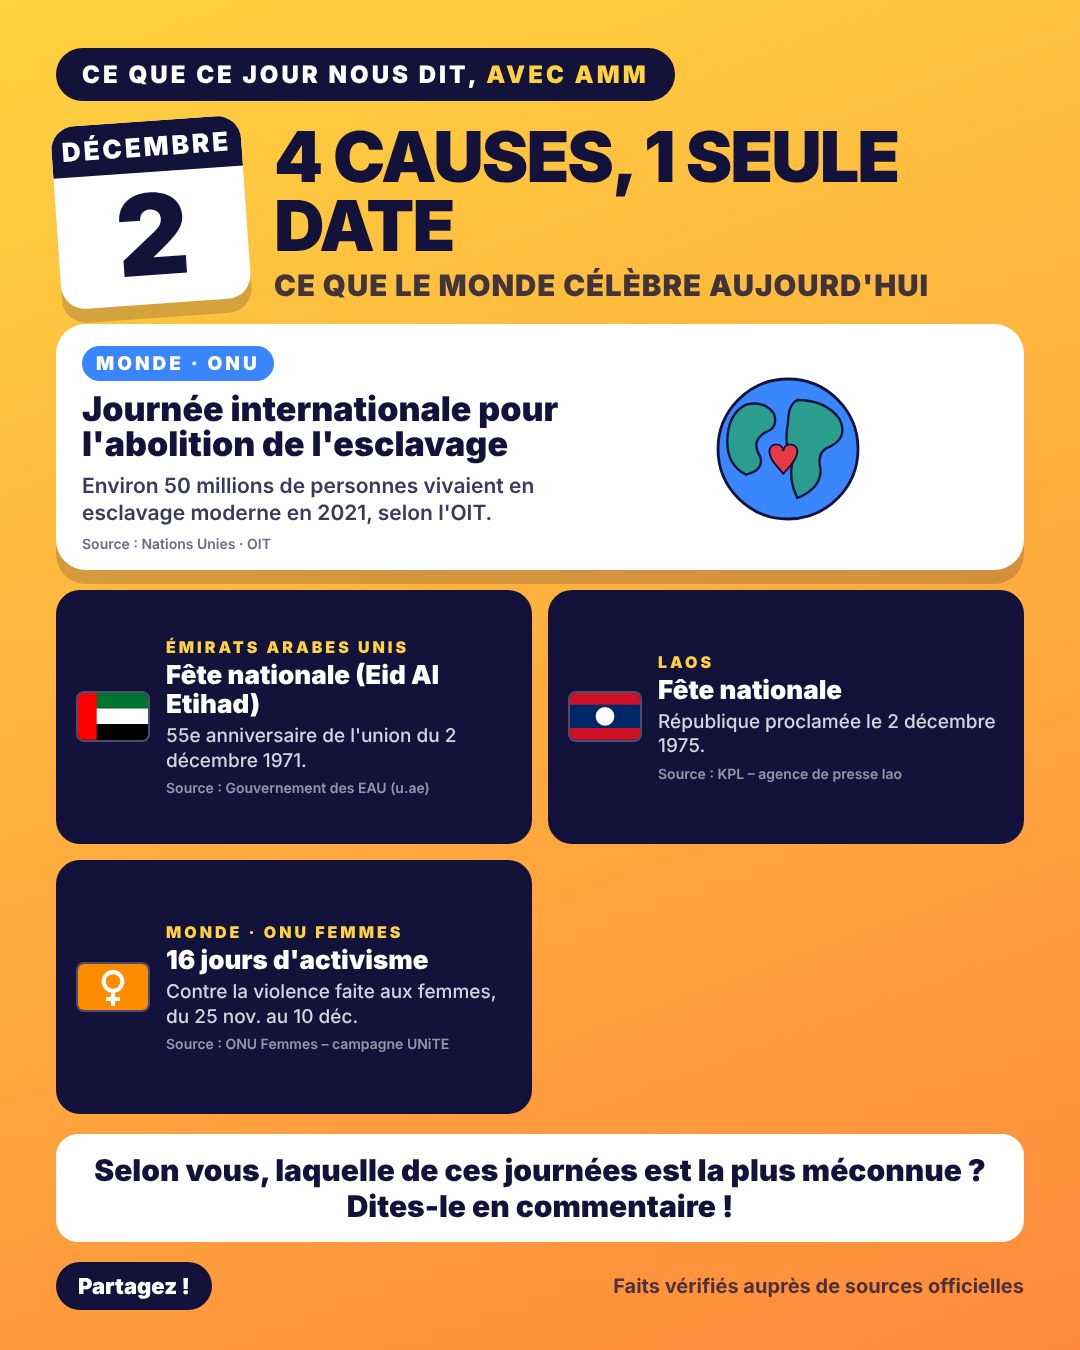 CE QUE CE JOUR NOUS DIT, AVEC AMM
DÉCEMBRE
2
4 CAUSES, 1 SEULE
DATE
CE QUE LE MONDE CÉLÈBRE AUJOURD'HUI
MONDE · ONU
Journée internationale pour
l'abolition de l'esclavage
Environ 50 millions de personnes vivaient en
esclavage moderne en 2021, selon l'OIT.
Source : Nations Unies · OIT
ÉMIRATS ARABES UNIS
Fête nationale (Eid Al
Etihad)
55e anniversaire de l'union du 2
décembre 1971.
Source : Gouvernement des EAU (u.ae)
LAOS
Fête nationale
République proclamée le 2 décembre
1975.
Source : KPL – agence de presse lao
MONDE · ONU FEMMES
16 jours d'activisme
Contre la violence faite aux femmes,
du 25 nov. au 10 déc.
Source : ONU Femmes – campagne UNiTE
Selon vous, laquelle de ces journées est la plus méconnue ?
Dites-le en commentaire !
Partagez !
Faits vérifiés auprès de sources officielles